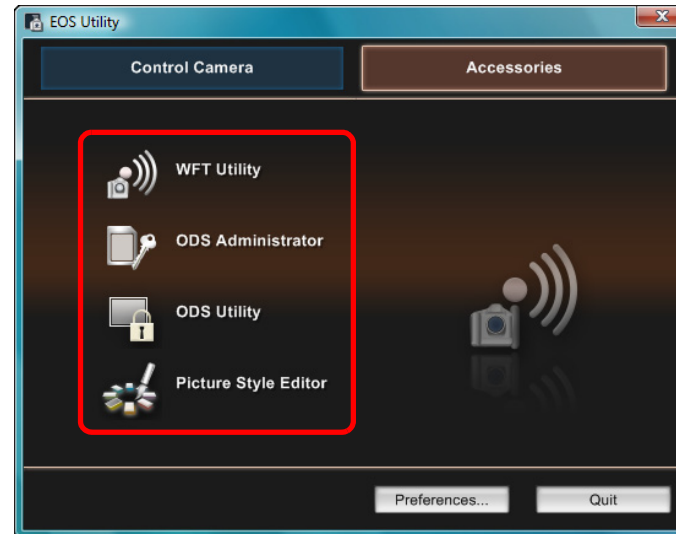 EOS Utility
Control Camera
Accessories
WFT Utility
ODS Administrator
ODS Utility
Picture Style Editor
Preferences...
Quit